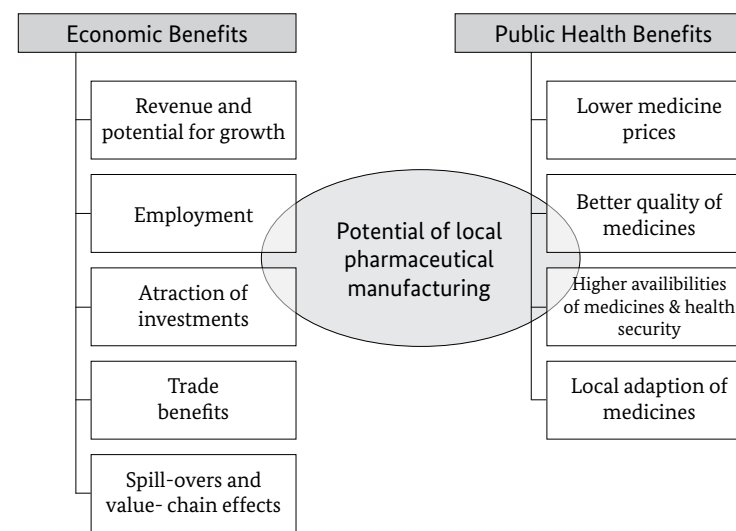 Economic Benefits
Revenue and
potential for growth
Employment
Atraction of
investments
Trade
benefits
Spill-overs and
value- chain effects
Potential of local
pharmaceutical
manufacturing
Public Health Benefits
Lower medicine
prices
Better quality of
medicines
Higher availibilities
of medicines & health
security
Local adaption of
medicines